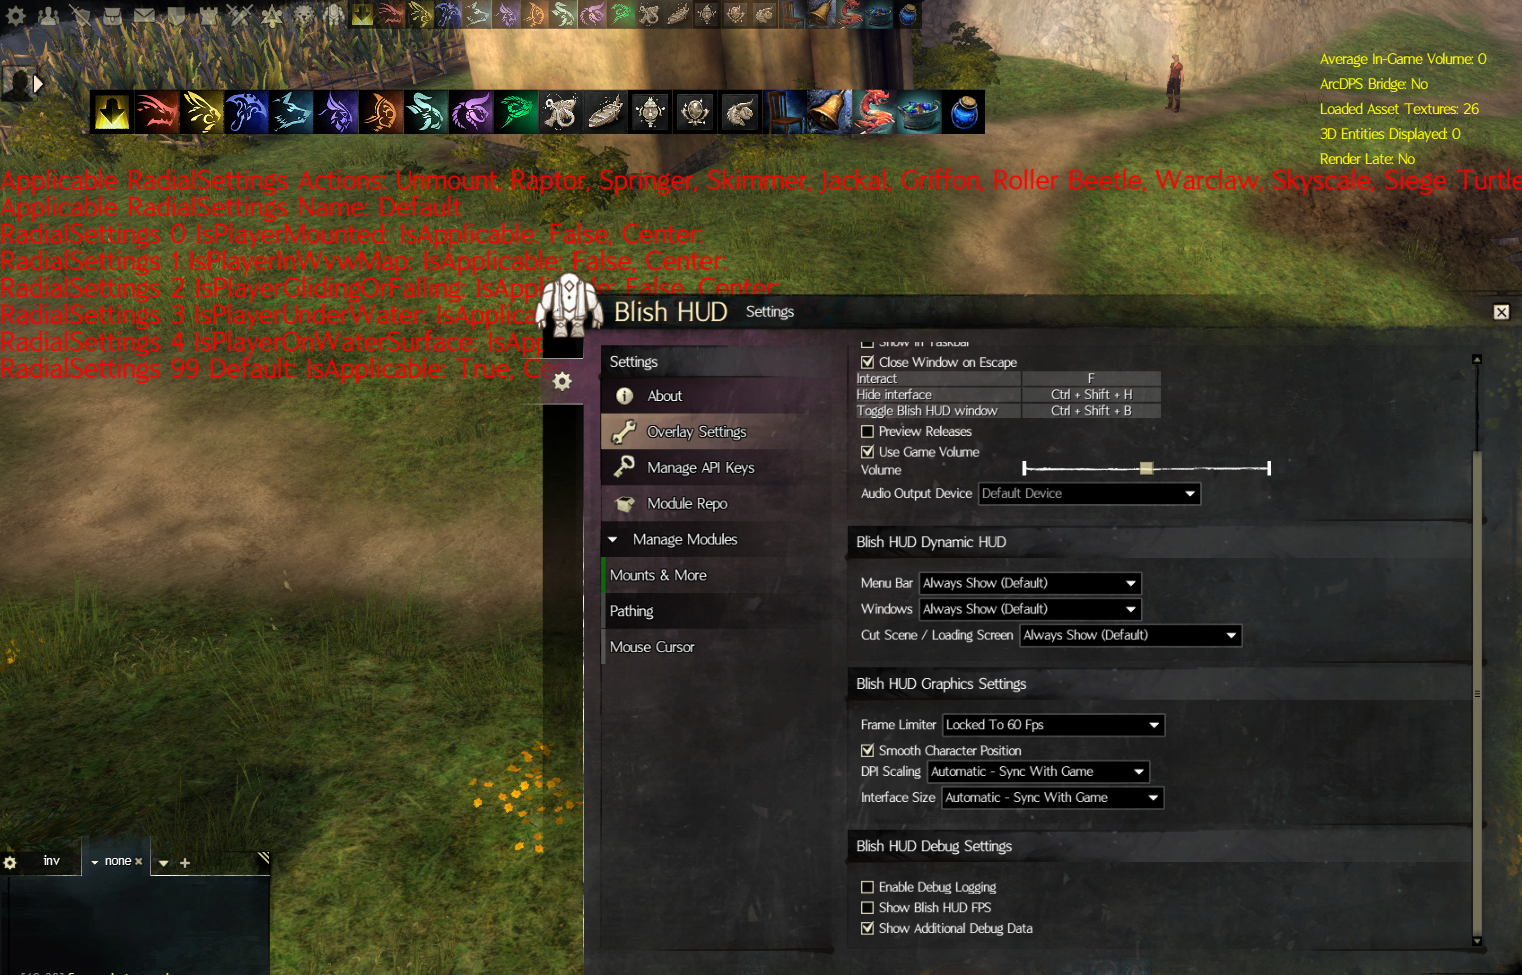 Average In-Game Volume: 0
ArcDPS Bridge: No
Loaded Asset Textures: 26
3D Entities Displayed: 0
Render Late: No
Applicable RadialSettings Actions: Unmount, Raptor, Springer, Skimmer, Jackal, Griffon, Roller Beetle, Warclaw, Skyscale, Siege Turtle
Applicable RadialSettings Name: Default
RadialSettings 0 IsPlayerMounted: IsApplicable: False, Center:
RadialSettings 1 IsPlayerInWvwMap: IsApplicable: False, Center:
RadialSettings 2 IsPlayerGlidingOrFalling: IsApplicable: False, Center:
RadialSettings 3 IsPlayerUnderWater: IsApplica
RadialSettings 4 IsPlayerOnWaterSurface: IsApp
RadialSettings 99 Default: IsApplicable: True, Ce
Blish HUD Settings
Settings
About
Overlay Settings
Manage API Keys
Module Repo
Manage Modules
Mounts & More
Pathing
Mouse Cursor
Show in Taskbar
Close Window on Escape
Interact F
Hide interface Ctrl + Shift + H
Toggle Blish HUD window Ctrl + Shift + B
Preview Releases
Use Game Volume
Volume
Audio Output Device Default Device
Blish HUD Dynamic HUD
Menu Bar Always Show (Default)
Windows Always Show (Default)
Cut Scene / Loading Screen Always Show (Default)
Blish HUD Graphics Settings
Frame Limiter Locked To 60 Fps
Smooth Character Position
DPI Scaling Automatic - Sync With Game
Interface Size Automatic - Sync With Game
Blish HUD Debug Settings
Enable Debug Logging
Show Blish HUD FPS
Show Additional Debug Data
inv none